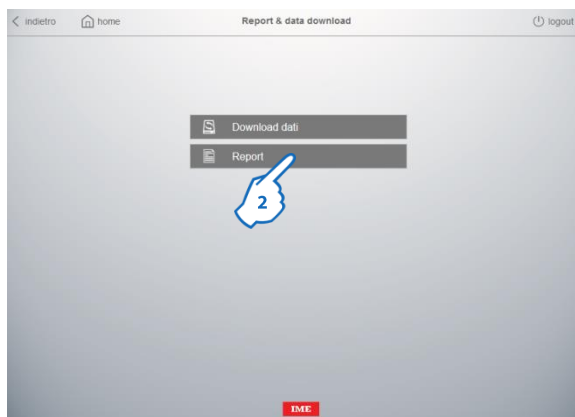 indietro home Report & data download logout
Download dati
Report
2
IME